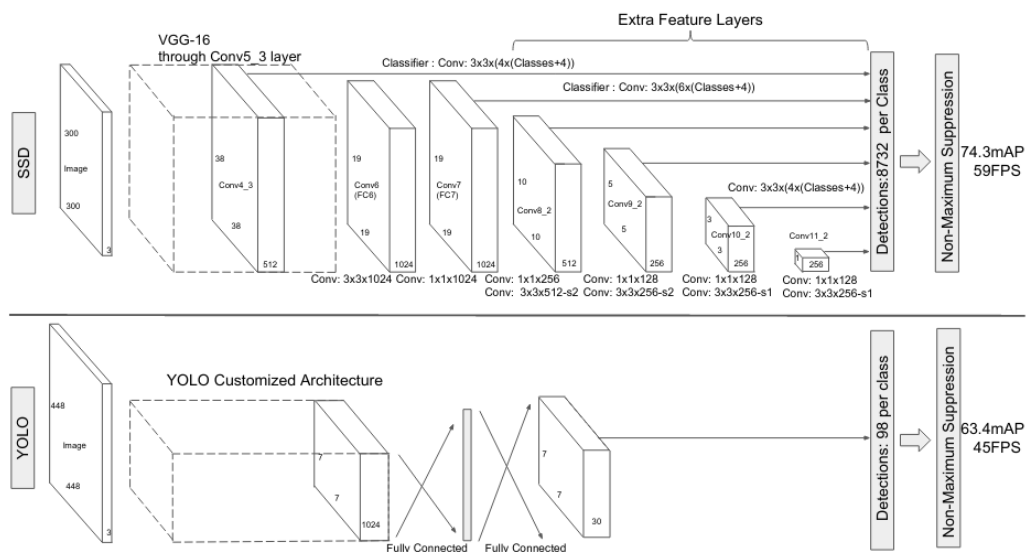 Extra Feature Layers
VGG-16
through Conv5_3 layer
Classifier : Conv: 3x3x(4x(Classes+4))
Classifier : Conv: 3x3x(6x(Classes+4))
SSD
300
Image
300
3
38
Conv4_3
38
512
19
Conv6
(FC6)
19
1024
19
Conv7
(FC7)
19
1024
10
Conv8_2
10
512
5
Conv9_2
5
256
Conv: 3x3x(4x(Classes+4))
3
Conv10_2
3
256
Conv11_2
1
256
Conv: 3x3x1024
Conv: 1x1x1024
Conv: 1x1x256
Conv: 3x3x512-s2
Conv: 1x1x128
Conv: 3x3x256-s2
Conv: 1x1x128
Conv: 3x3x256-s1
Conv: 1x1x128
Conv: 3x3x256-s1
Detections:8732 per Class
Non-Maximum Suppression
74.3mAP
59FPS
YOLO
448
Image
448
3
YOLO Customized Architecture
7
7
1024
Fully Connected
Fully Connected
7
7
30
Detections: 98 per class
Non-Maximum Suppression
63.4mAP
45FPS